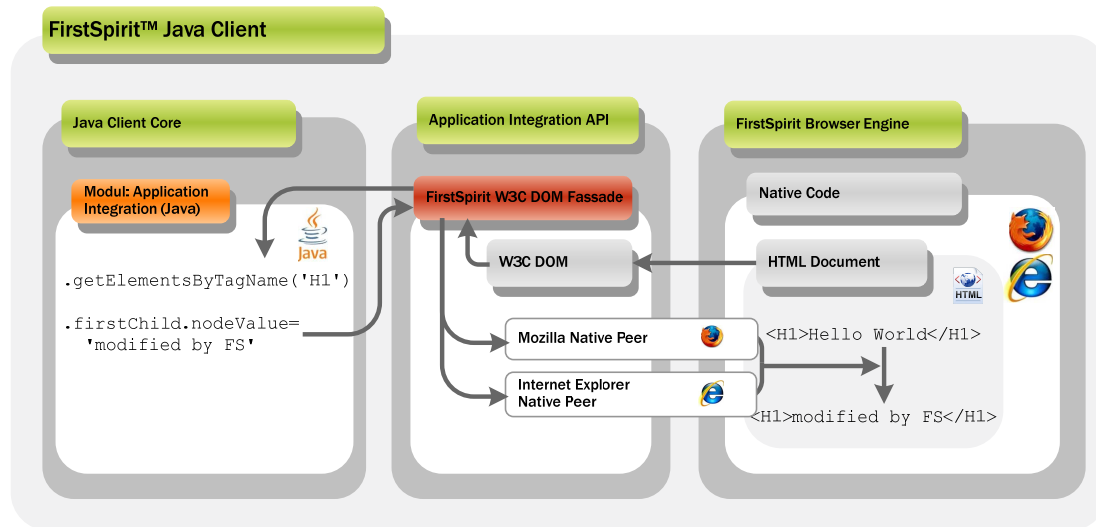 FirstSpirit™ Java Client
Java Client Core
Modul: Application
Integration (Java)
Java
.getElementsByTagName('H1')
.firstChild.nodeValue=
'modified by FS'
Application Integration API
FirstSpirit W3C DOM Fassade
W3C DOM
Mozilla Native Peer
Internet Explorer
Native Peer
FirstSpirit Browser Engine
Native Code
HTML Document
HTML
<H1>Hello World</H1>
<H1>modified by FS</H1>